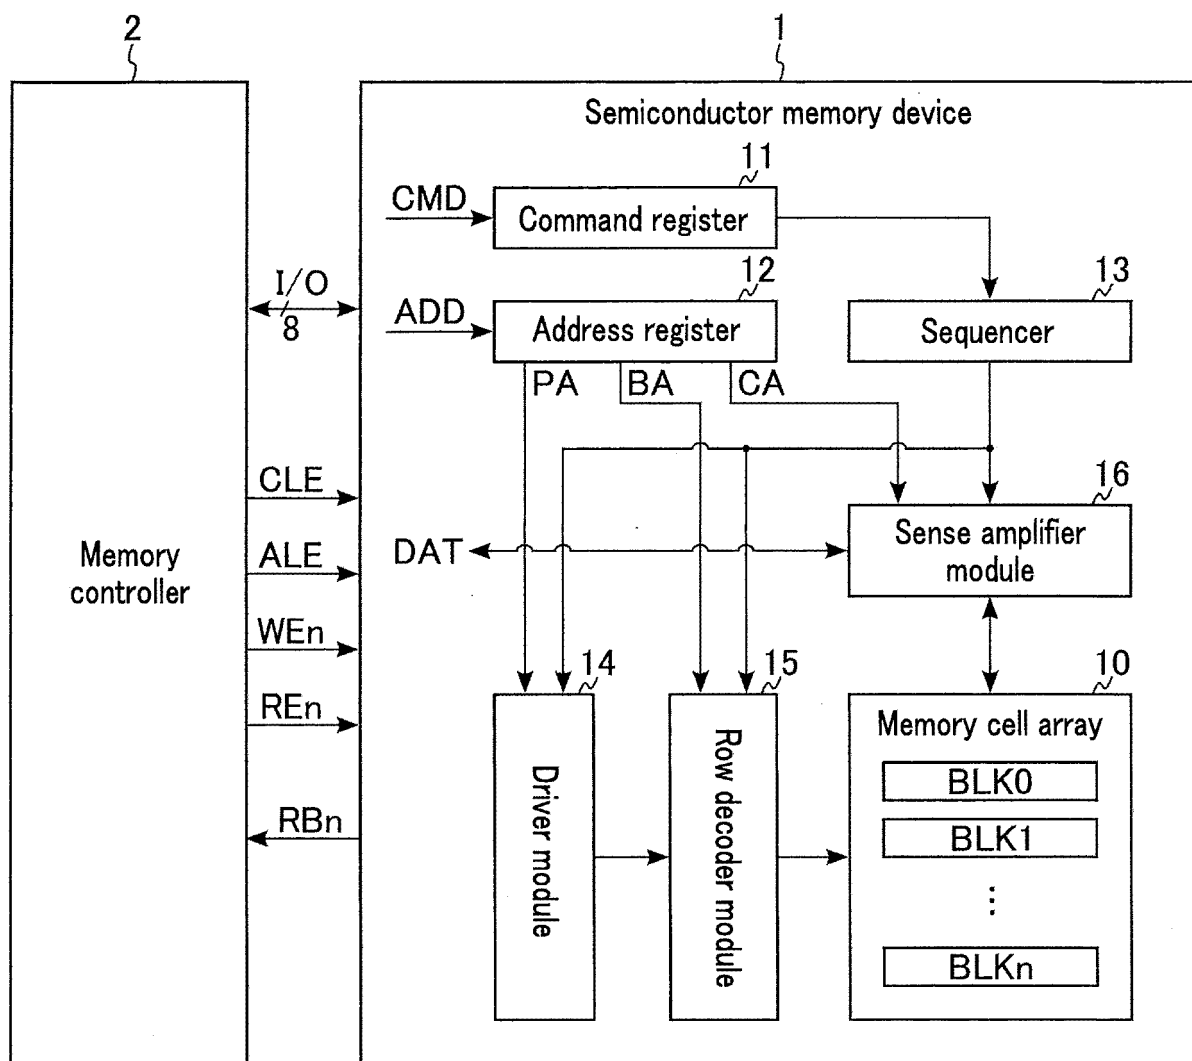 2
1
Semiconductor memory device
11
CMD
Command register
12
13
I/O
8
ADD
Address register
Sequencer
PA
BA
CA
CLE
16
Sense amplifier
module
DAT
ALE
Memory
controller
WEn
14
15
10
REn
Memory cell array
Driver module
Row decoder module
BLK0
RBn
BLK1
⋮
BLKn